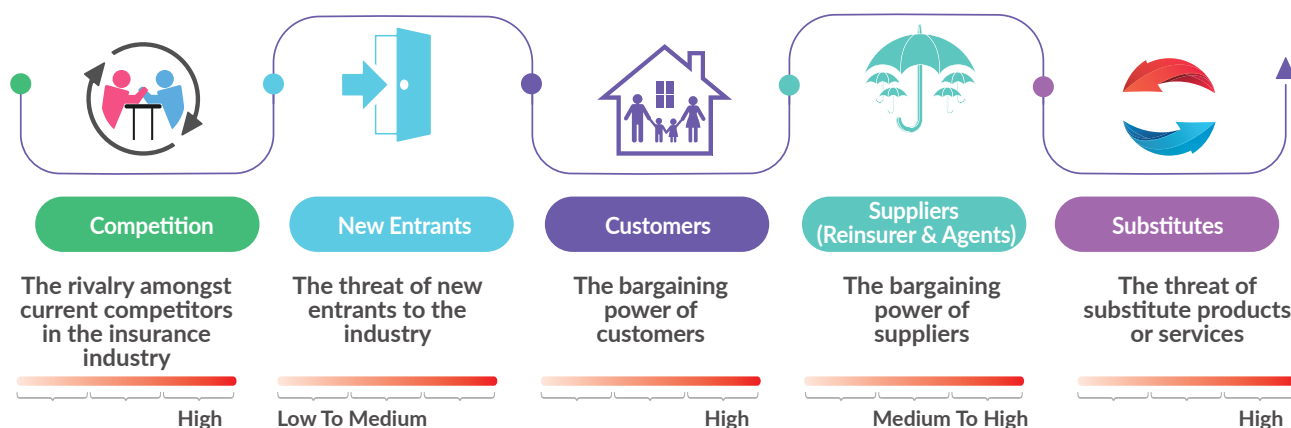 Competition
New Entrants
Customers
Suppliers
(Reinsurer & Agents)
Substitutes
The rivalry amongst
current competitors
in the insurance
industry
The threat of new
entrants to the
industry
The bargaining
power of
customers
The bargaining
power of
suppliers
The threat of
substitute products
or services
High
Low To Medium
High
Medium To High
High